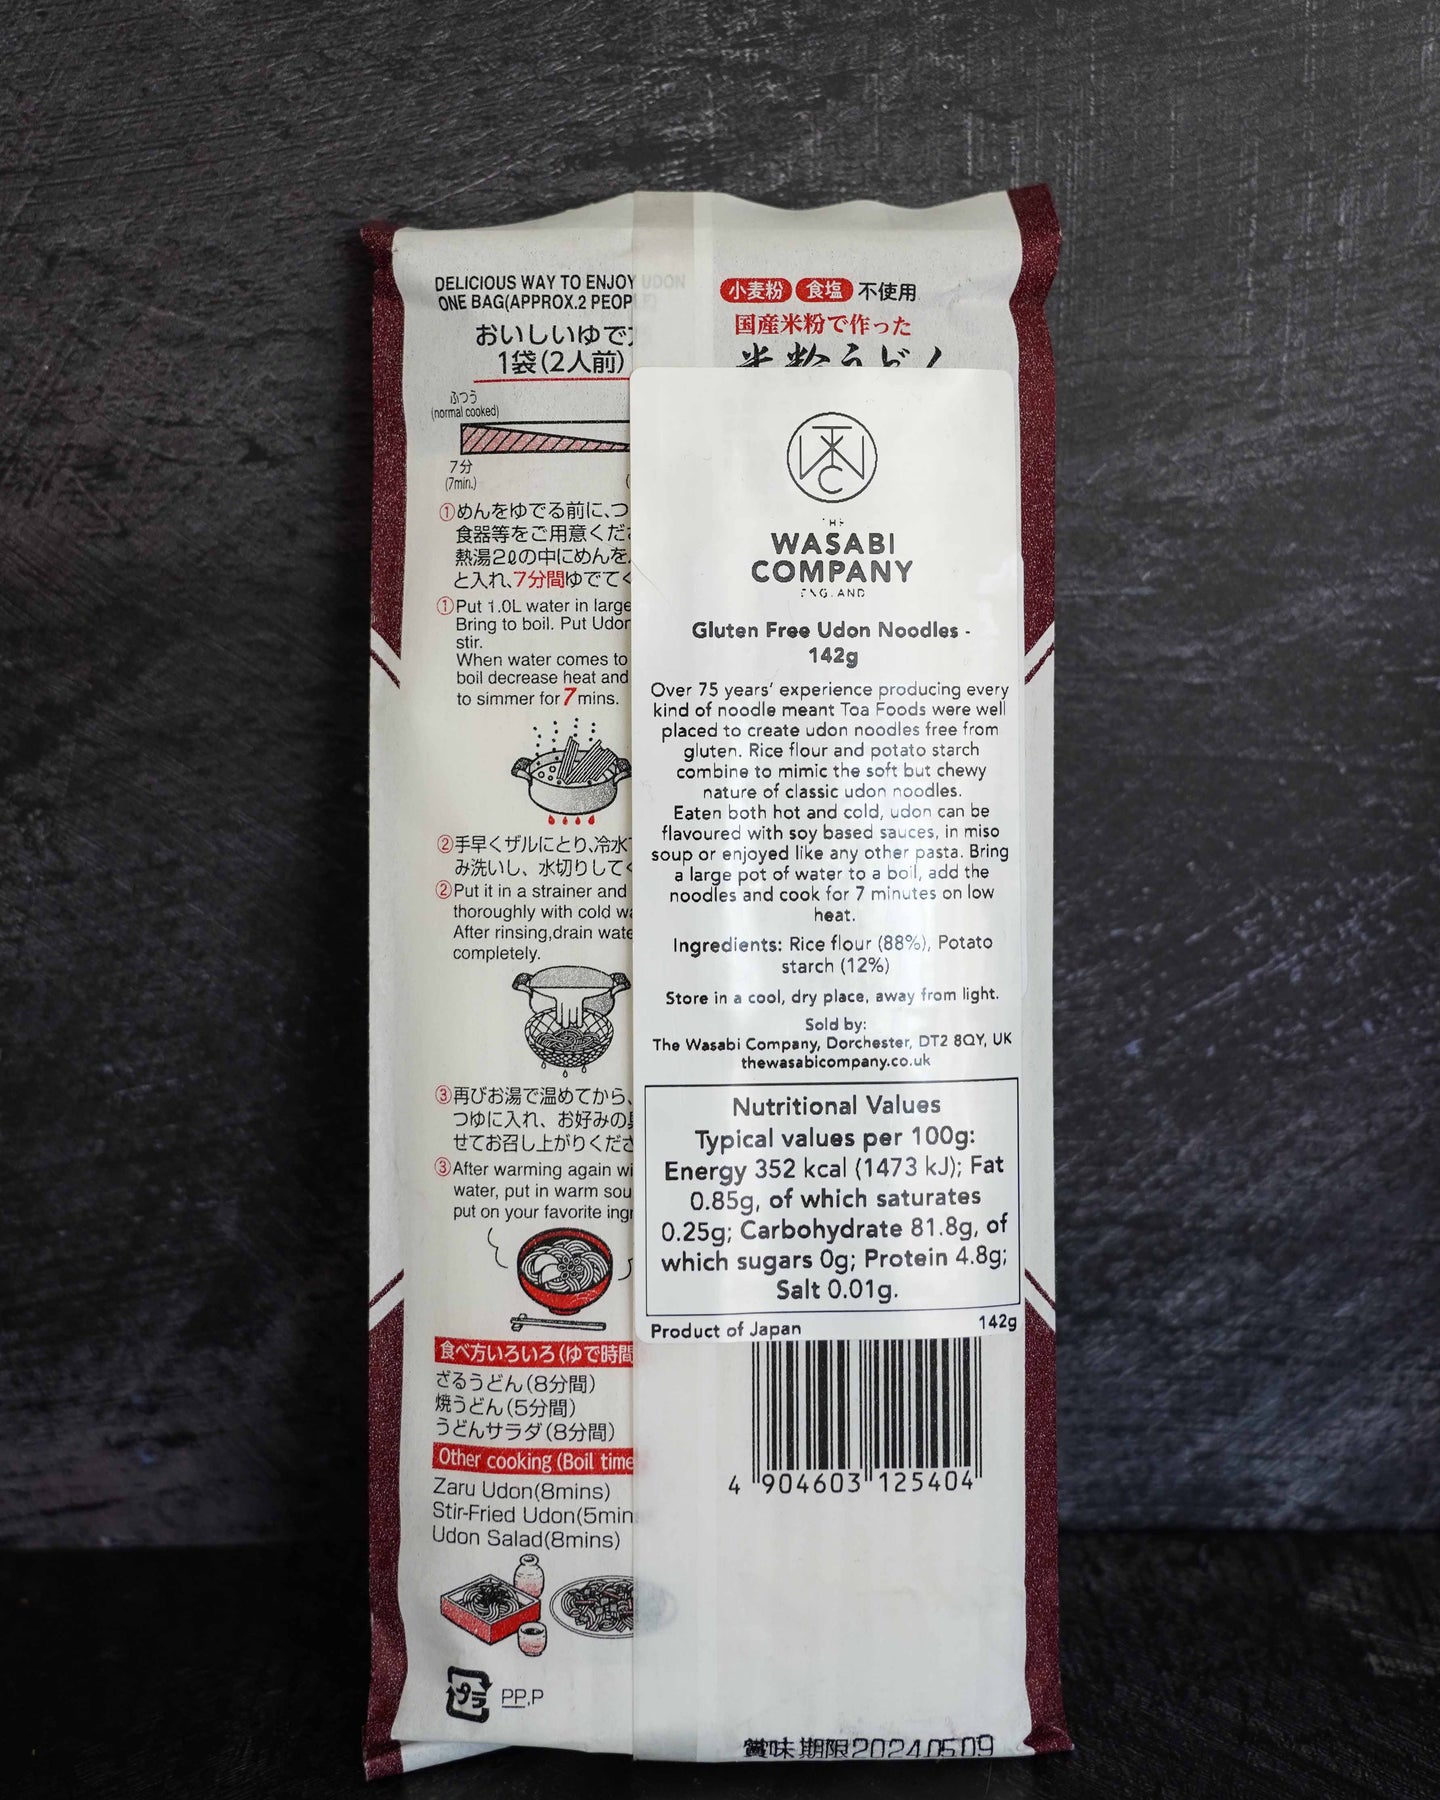 DELICIOUS WAY TO ENJOY UDON
ONE BAG(APPROX.2 PEOPLE)
おいしいゆで
1袋(2人前)
ふつう
(normal cooked)
7分
(7min.)
①めんをゆでる前に、つ
食器等をご用意くだ
熱湯2ℓの中にめんを
と入れ、7分間ゆでて
①Put 1.0L water in large
Bring to boil. Put Udon
stir.
When water comes to
boil decrease heat and
to simmer for 7 mins.
②手早くザルにとり、冷水
み洗いし、水切りして
②Put it in a strainer and
thoroughly with cold
After rinsing,drain
completely.
③再びお湯で温めてから、
つゆに入れ、お好みの
せてお召し上がりくださ
③After warming again
water, put in warm
put on your favorite
食べ方いろいろ(ゆで時間
ざるうどん(8分間)
焼うどん(5分間)
うどんサラダ(8分間)
Other cooking (Boil time
Zaru Udon(8mins)
Stir-Fried Udon(5min
Udon Salad(8mins)
プラ PP,P
小麦粉 食塩 不使用
国産米粉で作った
米粉うどん
THE
WASABI
COMPANY
ENGLAND
Gluten Free Udon Noodles -
142g
Over 75 years' experience producing every
kind of noodle meant Toa Foods were well
placed to create udon noodles free from
gluten. Rice flour and potato starch
combine to mimic the soft but chewy
nature of classic udon noodles.
Eaten both hot and cold, udon can be
flavoured with soy based sauces, in miso
soup or enjoyed like any other pasta. Bring
a large pot of water to a boil, add the
noodles and cook for 7 minutes on low
heat.
Ingredients: Rice flour (88%), Potato
starch (12%)
Store in a cool, dry place, away from light.
Sold by:
The Wasabi Company, Dorchester, DT2 8QY, UK
thewasabicompany.co.uk
Nutritional Values
Typical values per 100g:
Energy 352 kcal (1473 kJ); Fat
0.85g, of which saturates
0.25g; Carbohydrate 81.8g, of
which sugars 0g; Protein 4.8g;
Salt 0.01g.
Product of Japan 142g
4 904603 125404
賞味期限2024.05.09